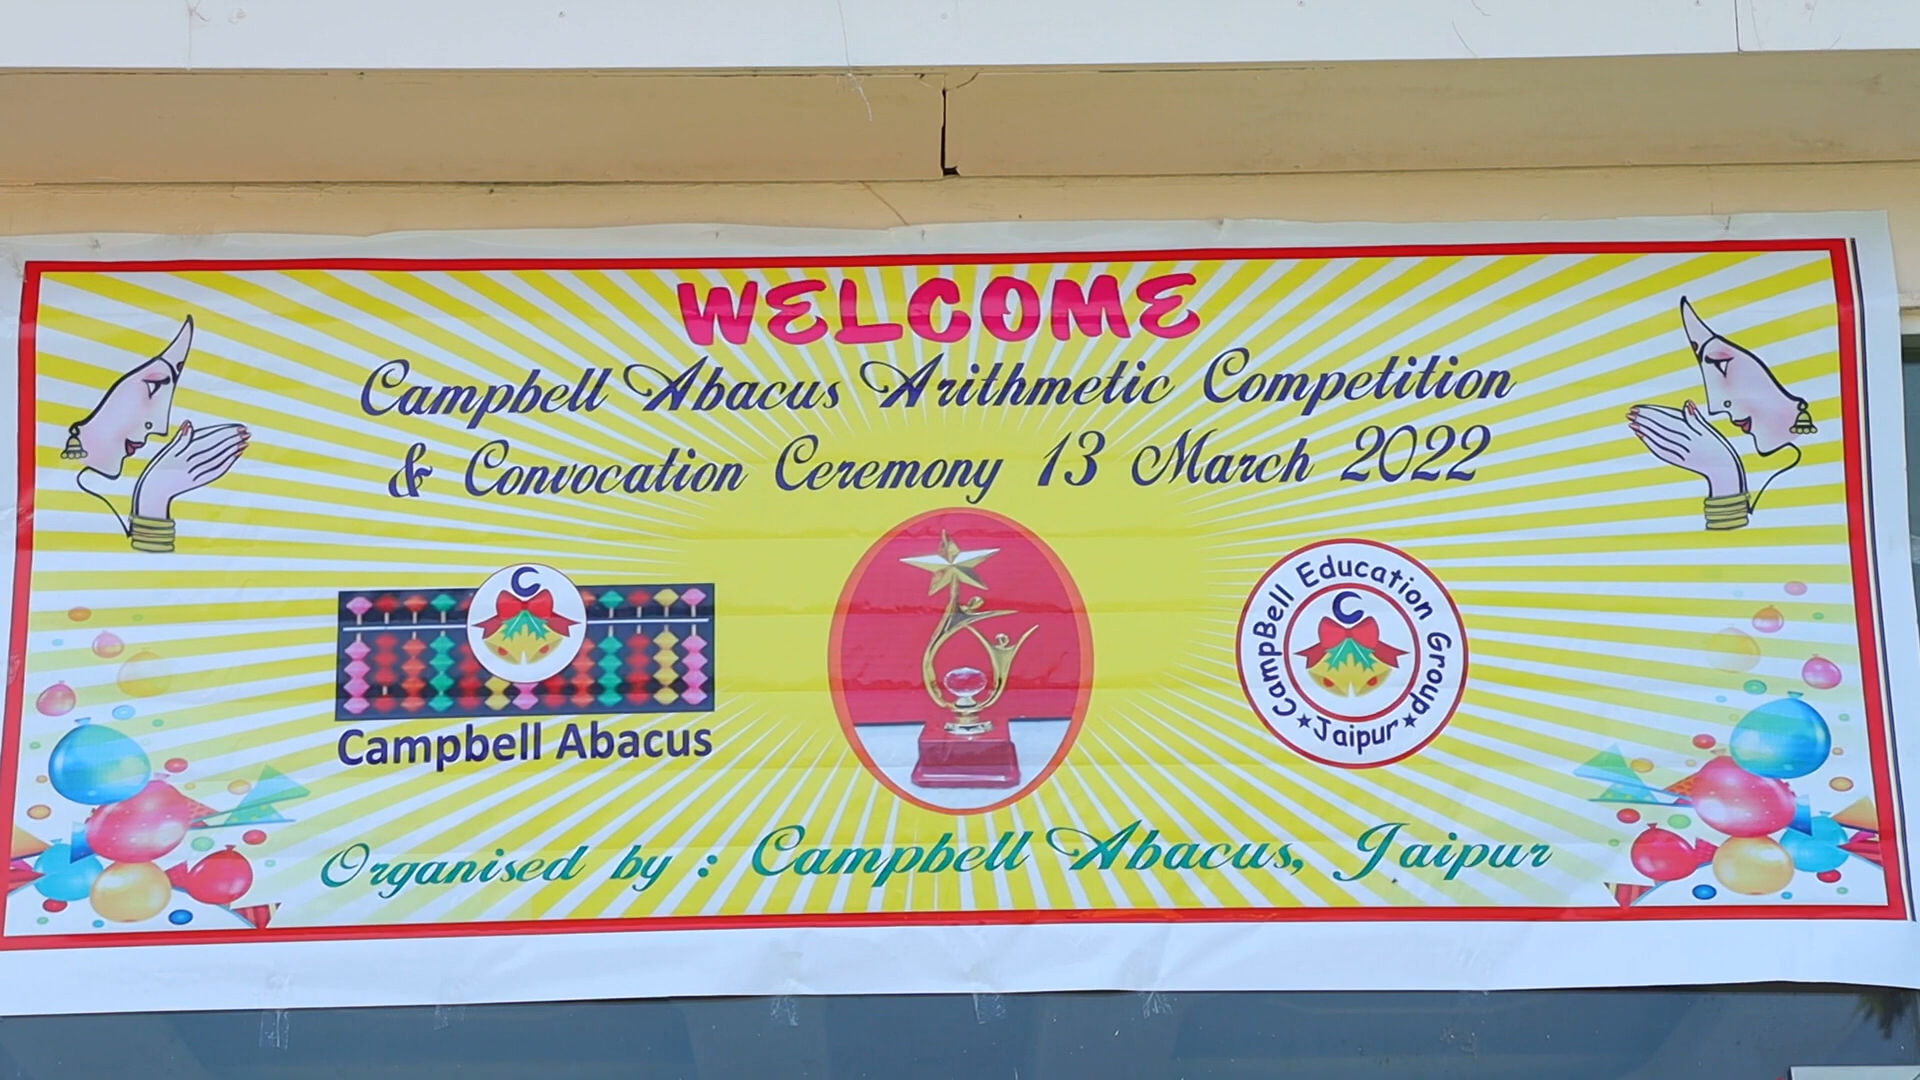 WELCOME
Campbell Abacus Arithmetic Competition
& Convocation Ceremony 13 March 2022
C
Campbell Abacus
CampBell Education Group
C
★Jaipur★
Organised by : Campbell Abacus, Jaipur